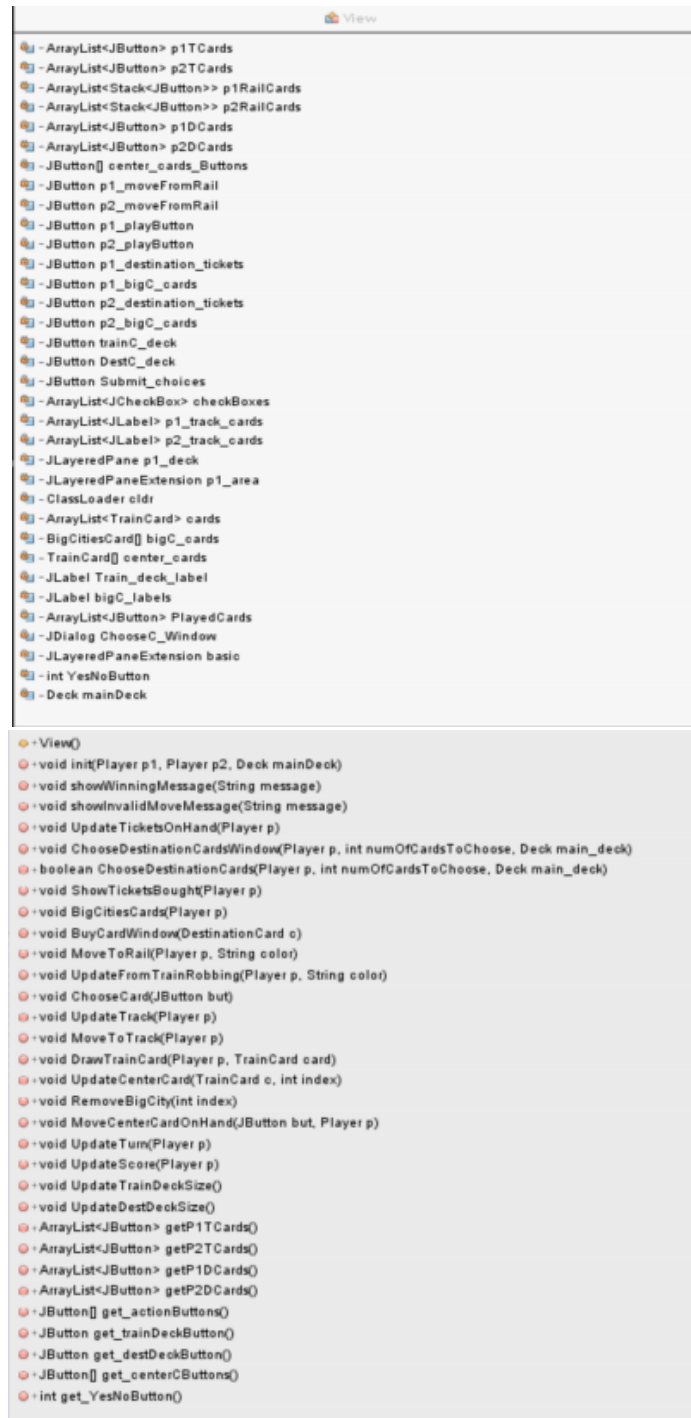 View
- ArrayList<JButton> p1TCards
- ArrayList<JButton> p2TCards
- ArrayList<Stack<JButton>> p1RailCards
- ArrayList<Stack<JButton>> p2RailCards
- ArrayList<JButton> p1DCards
- ArrayList<JButton> p2DCards
- JButton[] center_cards_Buttons
- JButton p1_moveFromRail
- JButton p2_moveFromRail
- JButton p1_playButton
- JButton p2_playButton
- JButton p1_destination_tickets
- JButton p1_bigC_cards
- JButton p2_destination_tickets
- JButton p2_bigC_cards
- JButton trainC_deck
- JButton DestC_deck
- JButton Submit_choices
- ArrayList<JCheckBox> checkBoxes
- ArrayList<JLabel> p1_track_cards
- ArrayList<JLabel> p2_track_cards
- JLayeredPane p1_deck
- JLayeredPaneExtension p1_area
- ClassLoader cldr
- ArrayList<TrainCard> cards
- BigCitiesCard[] bigC_cards
- TrainCard[] center_cards
- JLabel Train_deck_label
- JLabel bigC_labels
- ArrayList<JButton> PlayedCards
- JDialog ChooseC_Window
- JLayeredPaneExtension basic
- int YesNoButton
- Deck mainDeck
+ View()
+ void init(Player p1, Player p2, Deck mainDeck)
+ void showWinningMessage(String message)
+ void showInvalidMoveMessage(String message)
+ void UpdateTicketsOnHand(Player p)
+ void ChooseDestinationCardsWindow(Player p, int numOfCardsToChoose, Deck main_deck)
+ boolean ChooseDestinationCards(Player p, int numOfCardsToChoose, Deck main_deck)
+ void ShowTicketsBought(Player p)
+ void BigCitiesCards(Player p)
+ void BuyCardWindow(DestinationCard c)
+ void MoveToRail(Player p, String color)
+ void UpdateFromTrainRobbing(Player p, String color)
+ void ChooseCard(JButton but)
+ void UpdateTrack(Player p)
+ void MoveToTrack(Player p)
+ void DrawTrainCard(Player p, TrainCard card)
+ void UpdateCenterCard(TrainCard c, int index)
+ void RemoveBigCity(int index)
+ void MoveCenterCardOnHand(JButton but, Player p)
+ void UpdateTurn(Player p)
+ void UpdateScore(Player p)
+ void UpdateTrainDeckSize()
+ void UpdateDestDeckSize()
+ ArrayList<JButton> getP1TCards()
+ ArrayList<JButton> getP2TCards()
+ ArrayList<JButton> getP1DCards()
+ ArrayList<JButton> getP2DCards()
+ JButton[] get_actionButtons()
+ JButton get_trainDeckButton()
+ JButton get_destDeckButton()
+ JButton[] get_centerCButtons()
+ int get_YesNoButton()